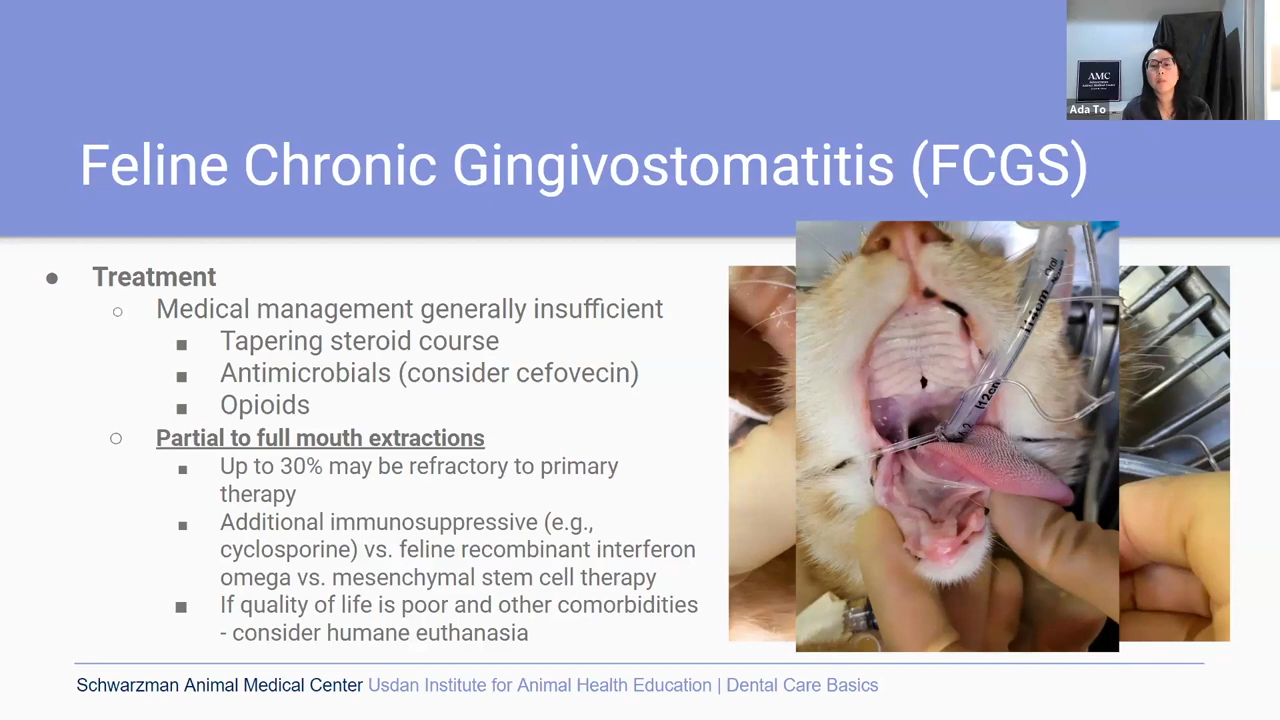 AMC
Ada To
Feline Chronic Gingivostomatitis (FCGS)
● Treatment
○ Medical management generally insufficient
■ Tapering steroid course
■ Antimicrobials (consider cefovecin)
■ Opioids
○ Partial to full mouth extractions
■ Up to 30% may be refractory to primary
therapy
■ Additional immunosuppressive (e.g.,
cyclosporine) vs. feline recombinant interferon
omega vs. mesenchymal stem cell therapy
■ If quality of life is poor and other comorbidities
- consider humane euthanasia
Oral
Schwarzman Animal Medical Center Usdan Institute for Animal Health Education | Dental Care Basics